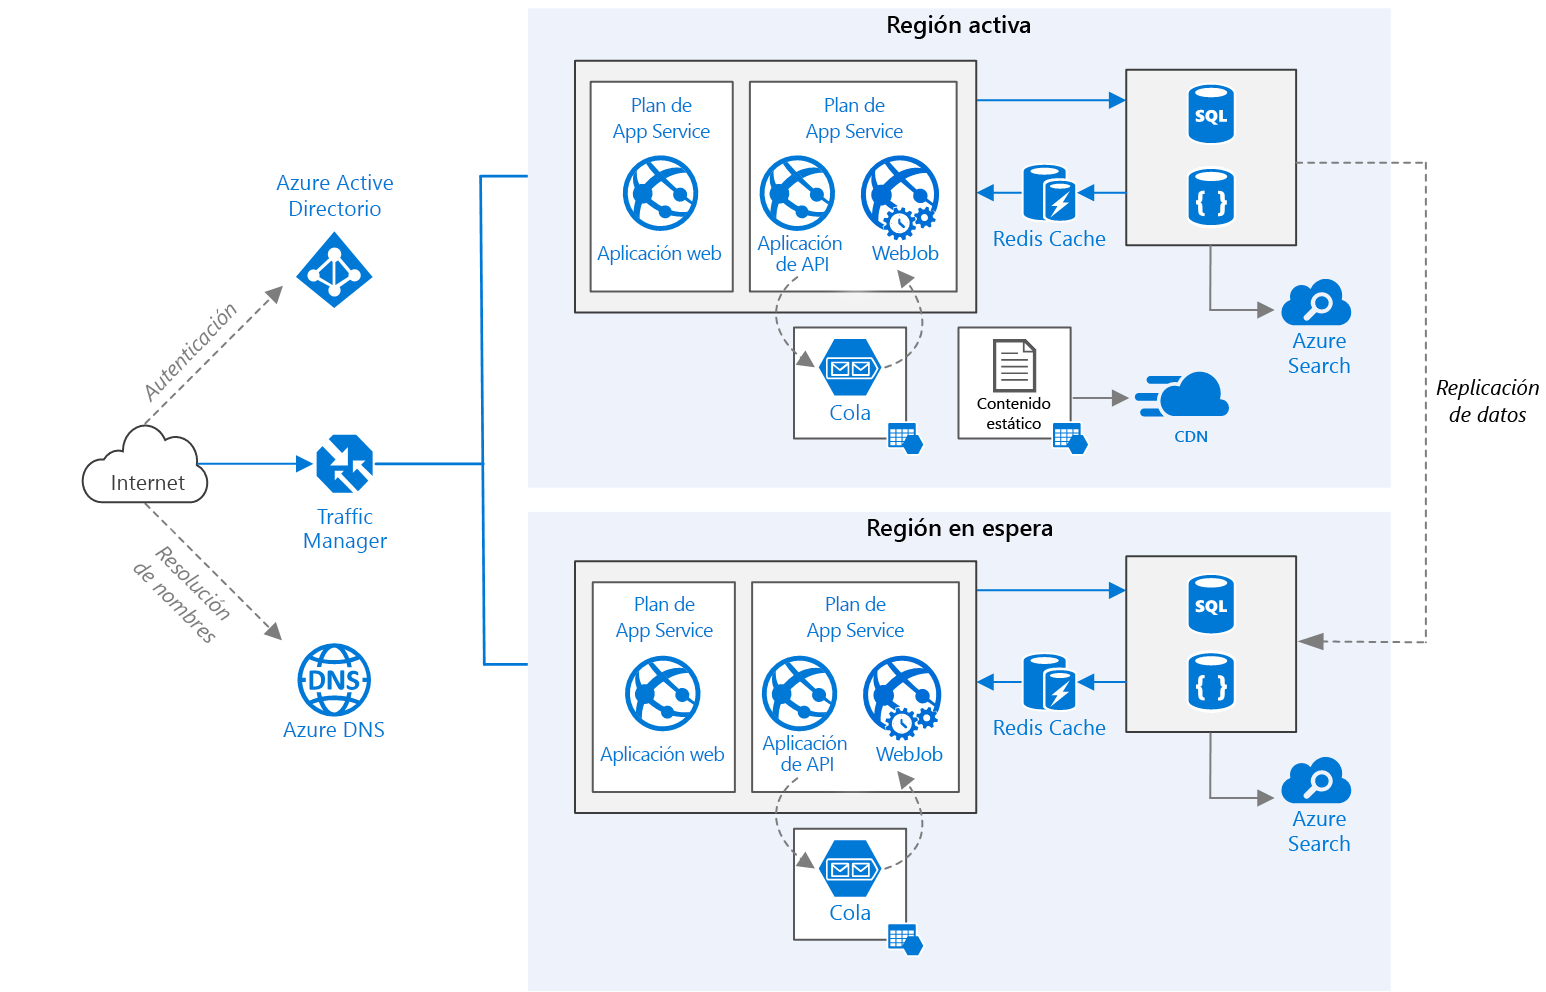 Región activa
Plan de
App Service
Aplicación web
Plan de
App Service
Aplicación
de API
WebJob
SQL
{ }
Redis Cache
Azure
Search
Cola
Contenido
estático
CDN
Replicación
de datos
Azure Active
Directorio
Autenticación
Internet
Traffic
Manager
Resolución
de nombres
DNS
Azure DNS
Región en espera
Plan de
App Service
Aplicación web
Plan de
App Service
Aplicación
de API
WebJob
SQL
{ }
Redis Cache
Azure
Search
Cola